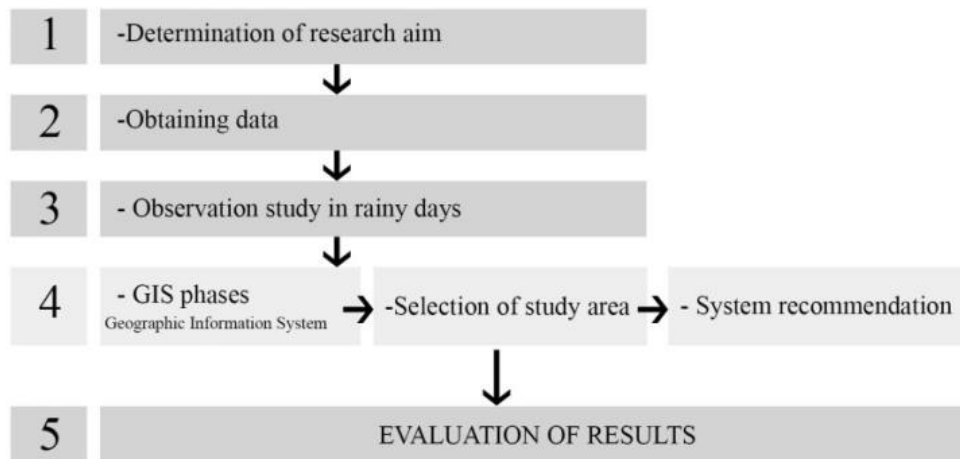 1
-Determination of research aim
2
-Obtaining data
3
- Observation study in rainy days
4
- GIS phases
Geographic Information System
-Selection of study area
- System recommendation
5
EVALUATION OF RESULTS